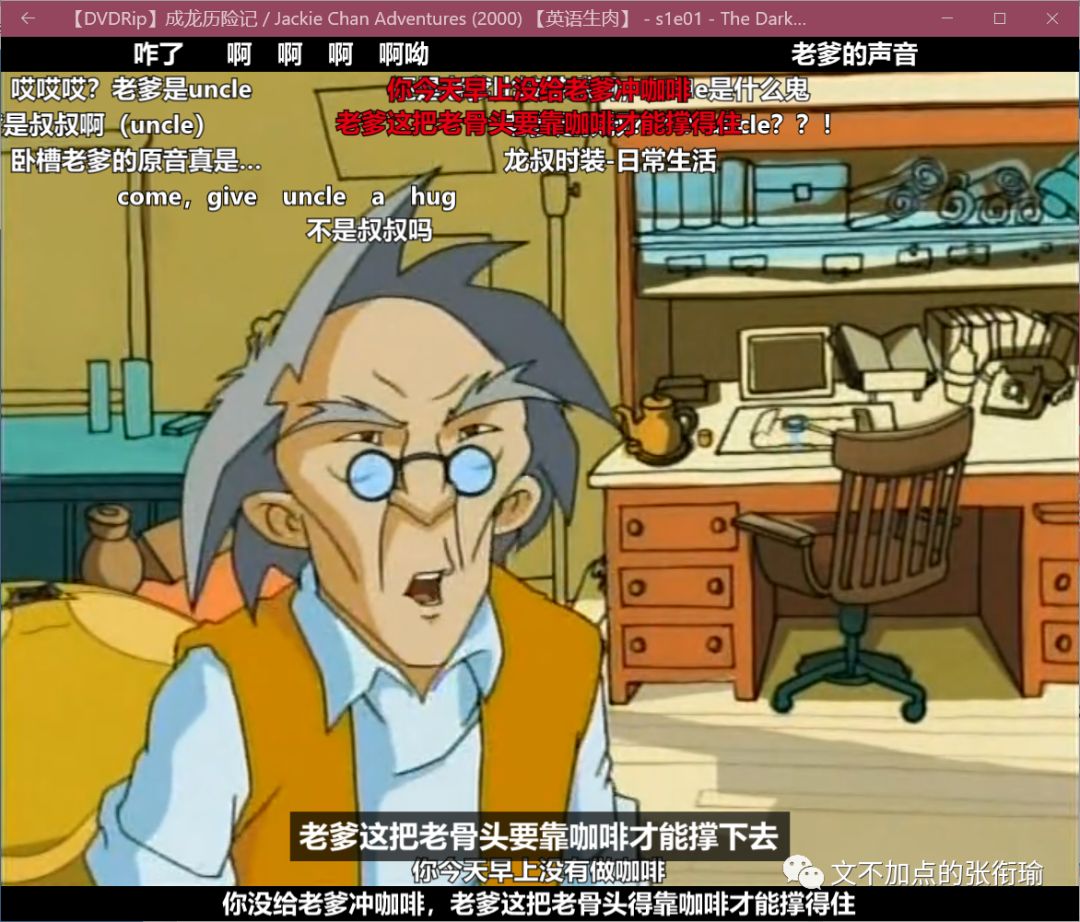 【DVDRip】成龙历险记 / Jackie Chan Adventures (2000) 【英语生肉】 - s1e01 - The Dark...
咋了 啊 啊 啊 啊呦 老爹的声音
哎哎哎？老爹是uncle 你今天早上没给老爹冲咖啡 e是什么鬼
是叔叔啊（uncle） 老爹这把老骨头要靠咖啡才能撑得住 cle？？！
卧槽老爹的原音真是... 龙叔时装-日常生活
come，give uncle a hug
不是叔叔吗
老爹这把老骨头要靠咖啡才能撑下去
你今天早上没有做咖啡
文不加点的张衔瑜
你没给老爹冲咖啡，老爹这把老骨头得靠咖啡才能撑得住